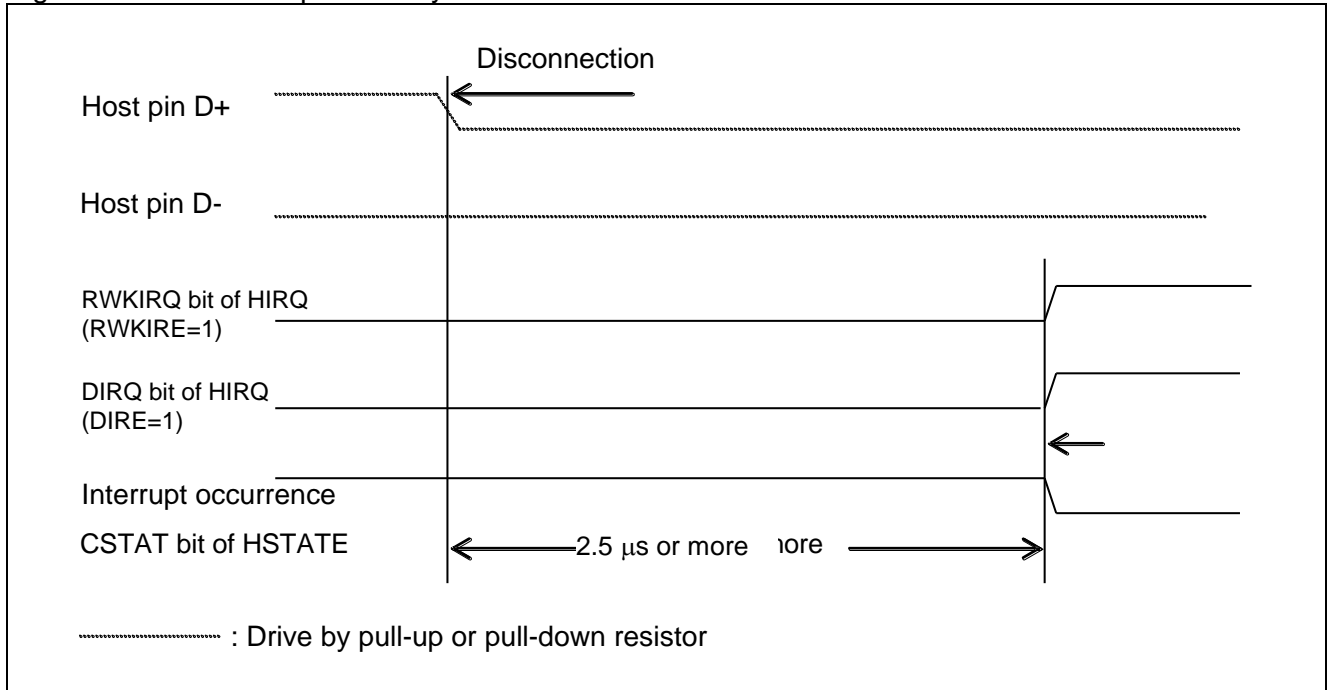 Disconnection
Host pin D+
Host pin D-
RWKIRQ bit of HIRQ
(RWKIRE=1)
DIRQ bit of HIRQ
(DIRE=1)
Interrupt occurrence
CSTAT bit of HSTATE
2.5 μs or more
: Drive by pull-up or pull-down resistor